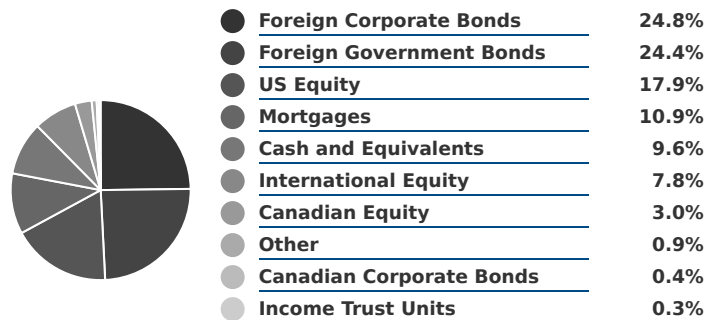 Foreign Corporate Bonds 24.8%
Foreign Government Bonds 24.4%
US Equity 17.9%
Mortgages 10.9%
Cash and Equivalents 9.6%
International Equity 7.8%
Canadian Equity 3.0%
Other 0.9%
Canadian Corporate Bonds 0.4%
Income Trust Units 0.3%